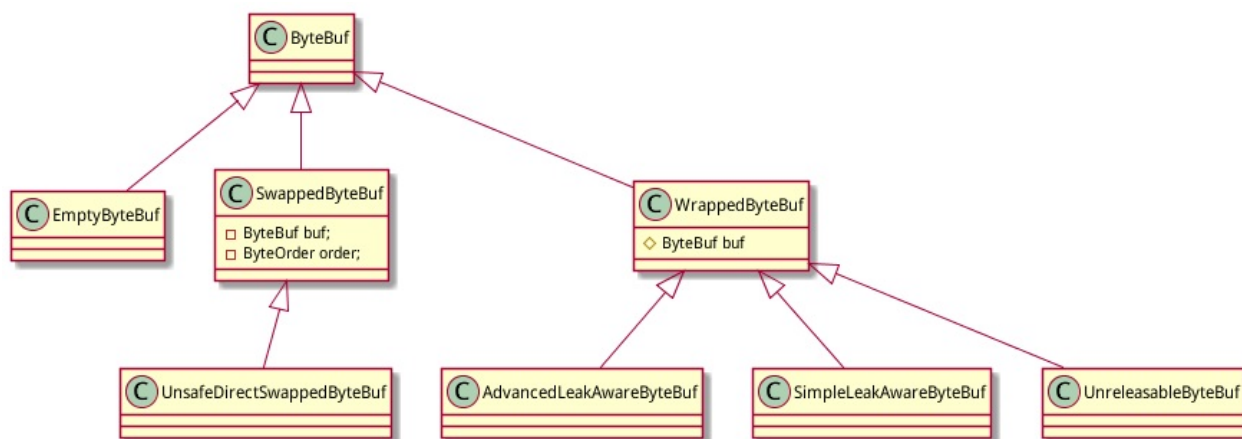 C ByteBuf
C EmptyByteBuf
C SwappedByteBuf
ByteBuf buf;
ByteOrder order;
C WrappedByteBuf
ByteBuf buf
C UnsafeDirectSwappedByteBuf
C AdvancedLeakAwareByteBuf
C SimpleLeakAwareByteBuf
C UnreleasableByteBuf